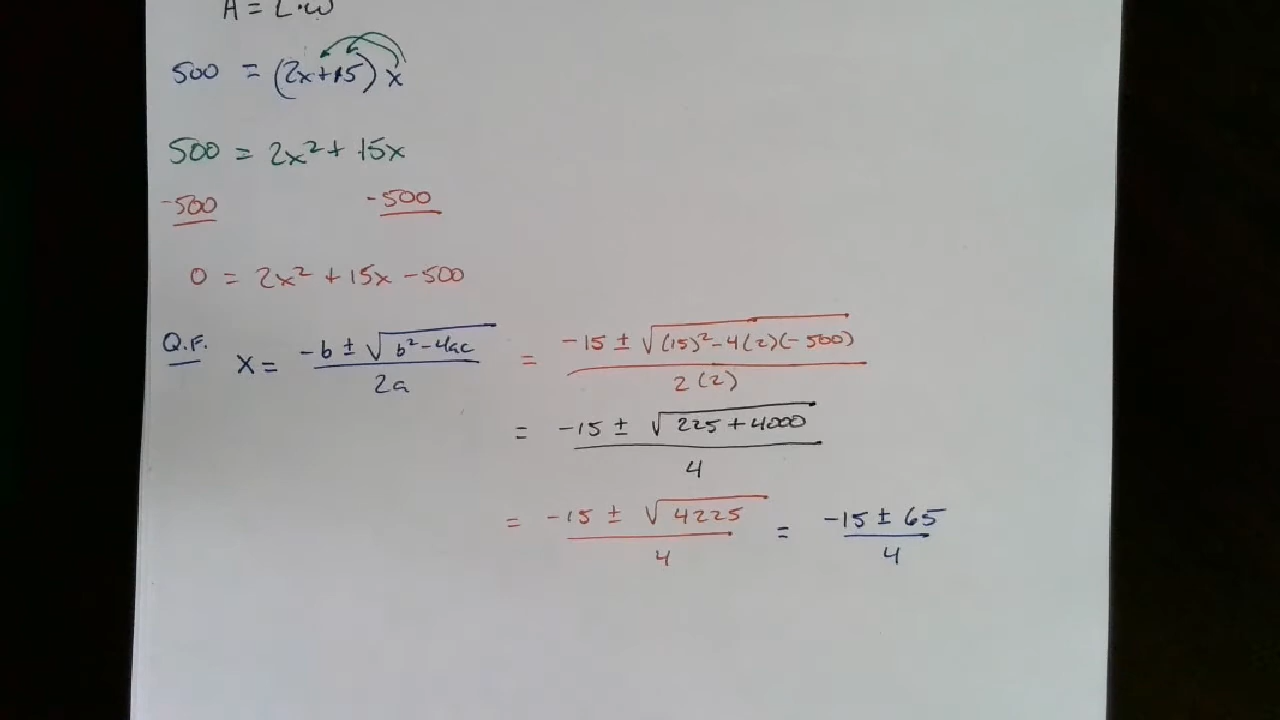 A = L·W
500 = (2x+15)x
500 = 2x² + 15x
-500 -500
0 = 2x² + 15x - 500
Q.F. x = (-b ± √(b² - 4ac))/(2a) = (-15 ± √((15)² - 4(2)(-500)))/(2(2))
= (-15 ± √(225 + 4000))/4
= (-15 ± √4225)/4 = (-15 ± 65)/4